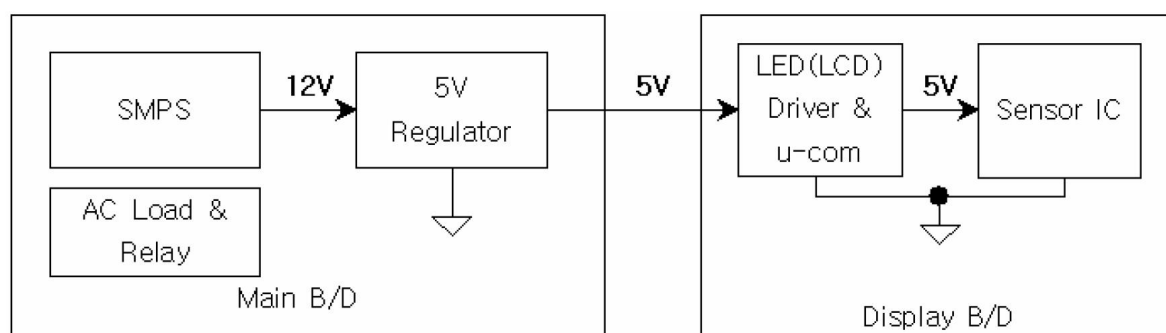 SMPS
12V
5V
Regulator
AC Load &
Relay
Main B/D
5V
LED(LCD)
Driver &
u-com
5V
Sensor IC
Display B/D